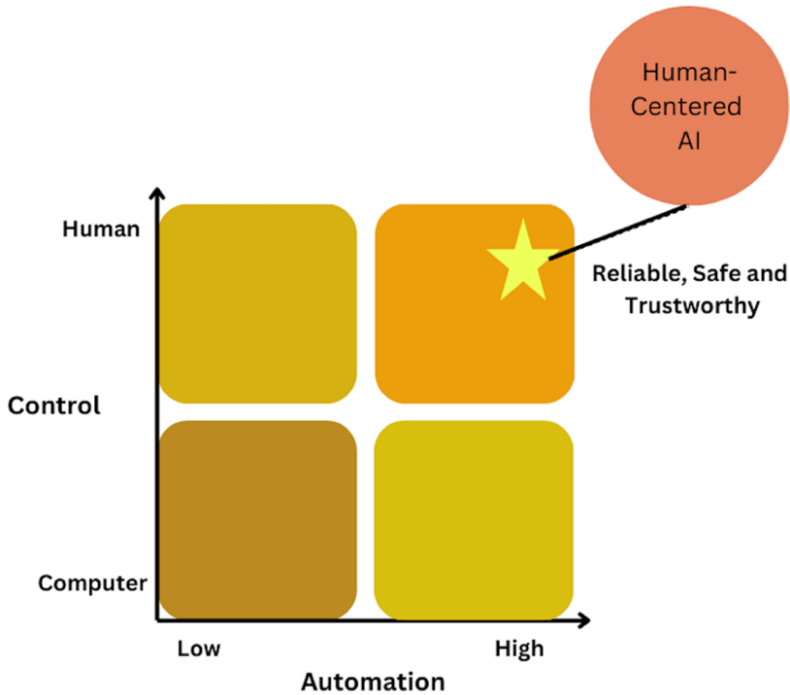 Human-
Centered
AI
Human
Reliable, Safe and
Trustworthy
Control
Computer
Low
High
Automation